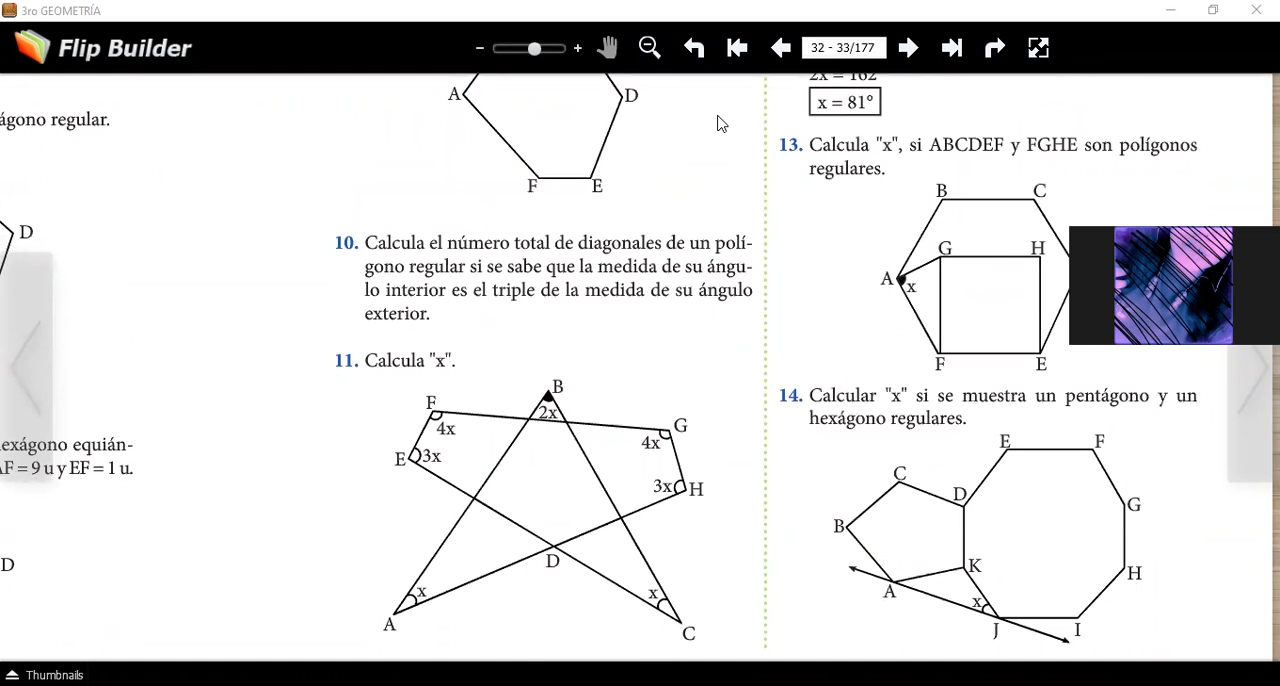 3ro GEOMETRÍA
Flip Builder
32 - 33/177
ágono regular.
D
exágono equián-
AF = 9 u y EF = 1 u.
D
A
D
F
E
10. Calcula el número total de diagonales de un polí-
gono regular si se sabe que la medida de su ángu-
lo interior es el triple de la medida de su ángulo
exterior.
11. Calcula "x".
B
F
2x
G
4x
4x
E
3x
3x
H
D
x
x
A
C
2x = 162
x = 81°
13. Calcula "x", si ABCDEF y FGHE son polígonos
regulares.
B
C
G
H
A
x
F
E
14. Calcular "x" si se muestra un pentágono y un
hexágono regulares.
E
F
C
D
G
B
K
H
A
x
J
I
Thumbnails